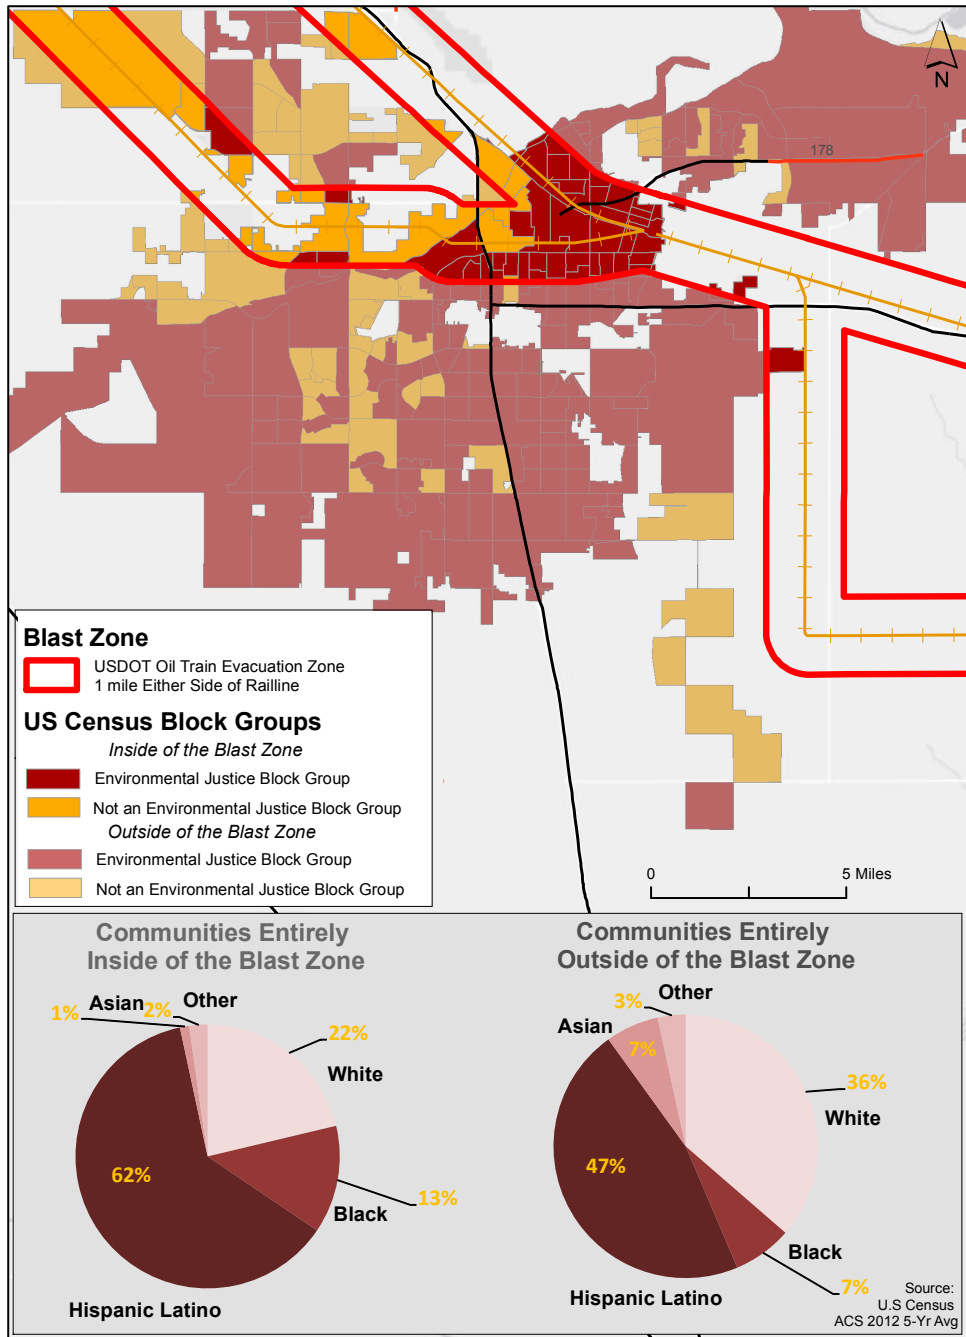 N
178
Blast Zone
USDOT Oil Train Evacuation Zone
1 mile Either Side of Railline
US Census Block Groups
Inside of the Blast Zone
Environmental Justice Block Group
Not an Environmental Justice Block Group
Outside of the Blast Zone
Environmental Justice Block Group
Not an Environmental Justice Block Group
0 5 Miles
Communities Entirely
Inside of the Blast Zone
1%
Asian
2%
Other
22%
White
62%
13%
Black
Hispanic Latino
Communities Entirely
Outside of the Blast Zone
3%
Other
Asian
7%
36%
White
47%
Black
7%
Hispanic Latino
Source:
U.S Census
ACS 2012 5-Yr Avg